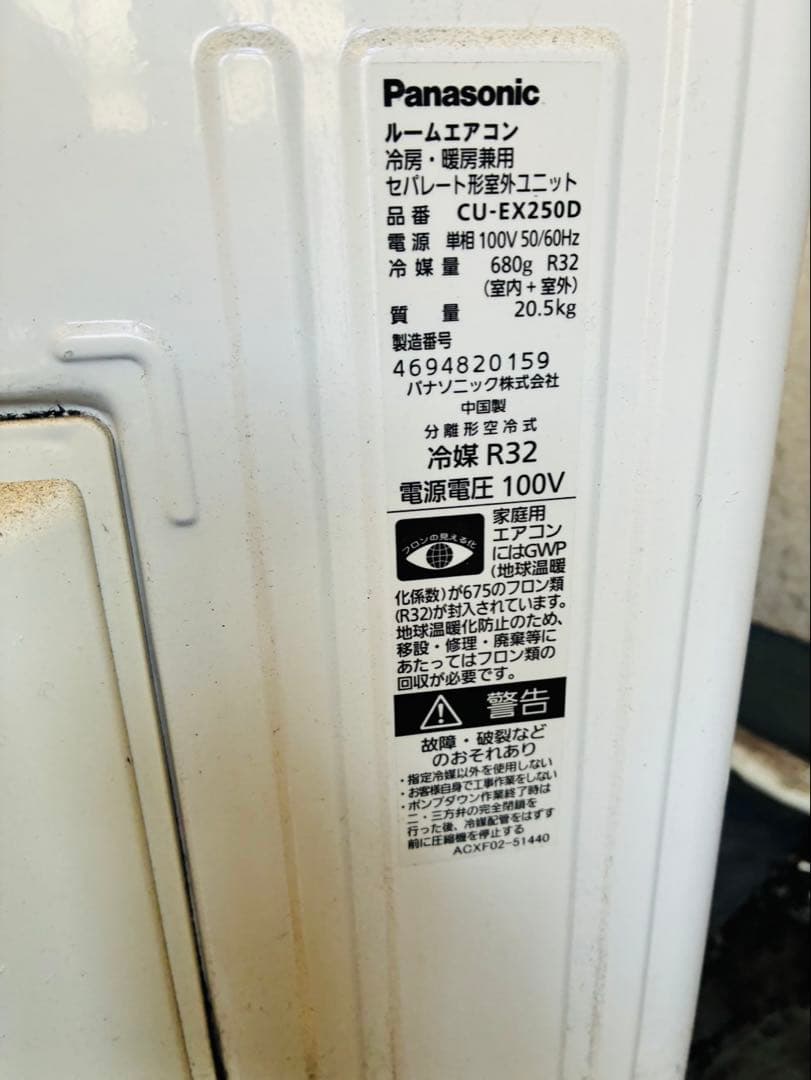 Panasonic
ルームエアコン
冷房・暖房兼用
セパレート形室外ユニット
品番 CU-EX250D
電源 単相100V 50/60Hz
冷媒量 680g R32
(室内+室外)
質量 20.5kg
製造番号
4694820159
パナソニック株式会社
中国製
分離形空冷式
冷媒 R32
電源電圧 100V
フロンの見える化
家庭用
エアコン
にはGWP
(地球温暖
化係数)が675のフロン類
(R32)が封入されています。
地球温暖化防止のため、
移設・修理・廃棄等に
あたってはフロン類の
回収が必要です。
警告
故障・破裂など
のおそれあり
・指定冷媒以外を使用しない
・お客様自身で工事作業をしない
・ポンプダウン作業終了時は
二・三方弁の完全閉鎖を
行った後、冷媒配管をはずす
前に圧縮機を停止する
ACXF02-51440